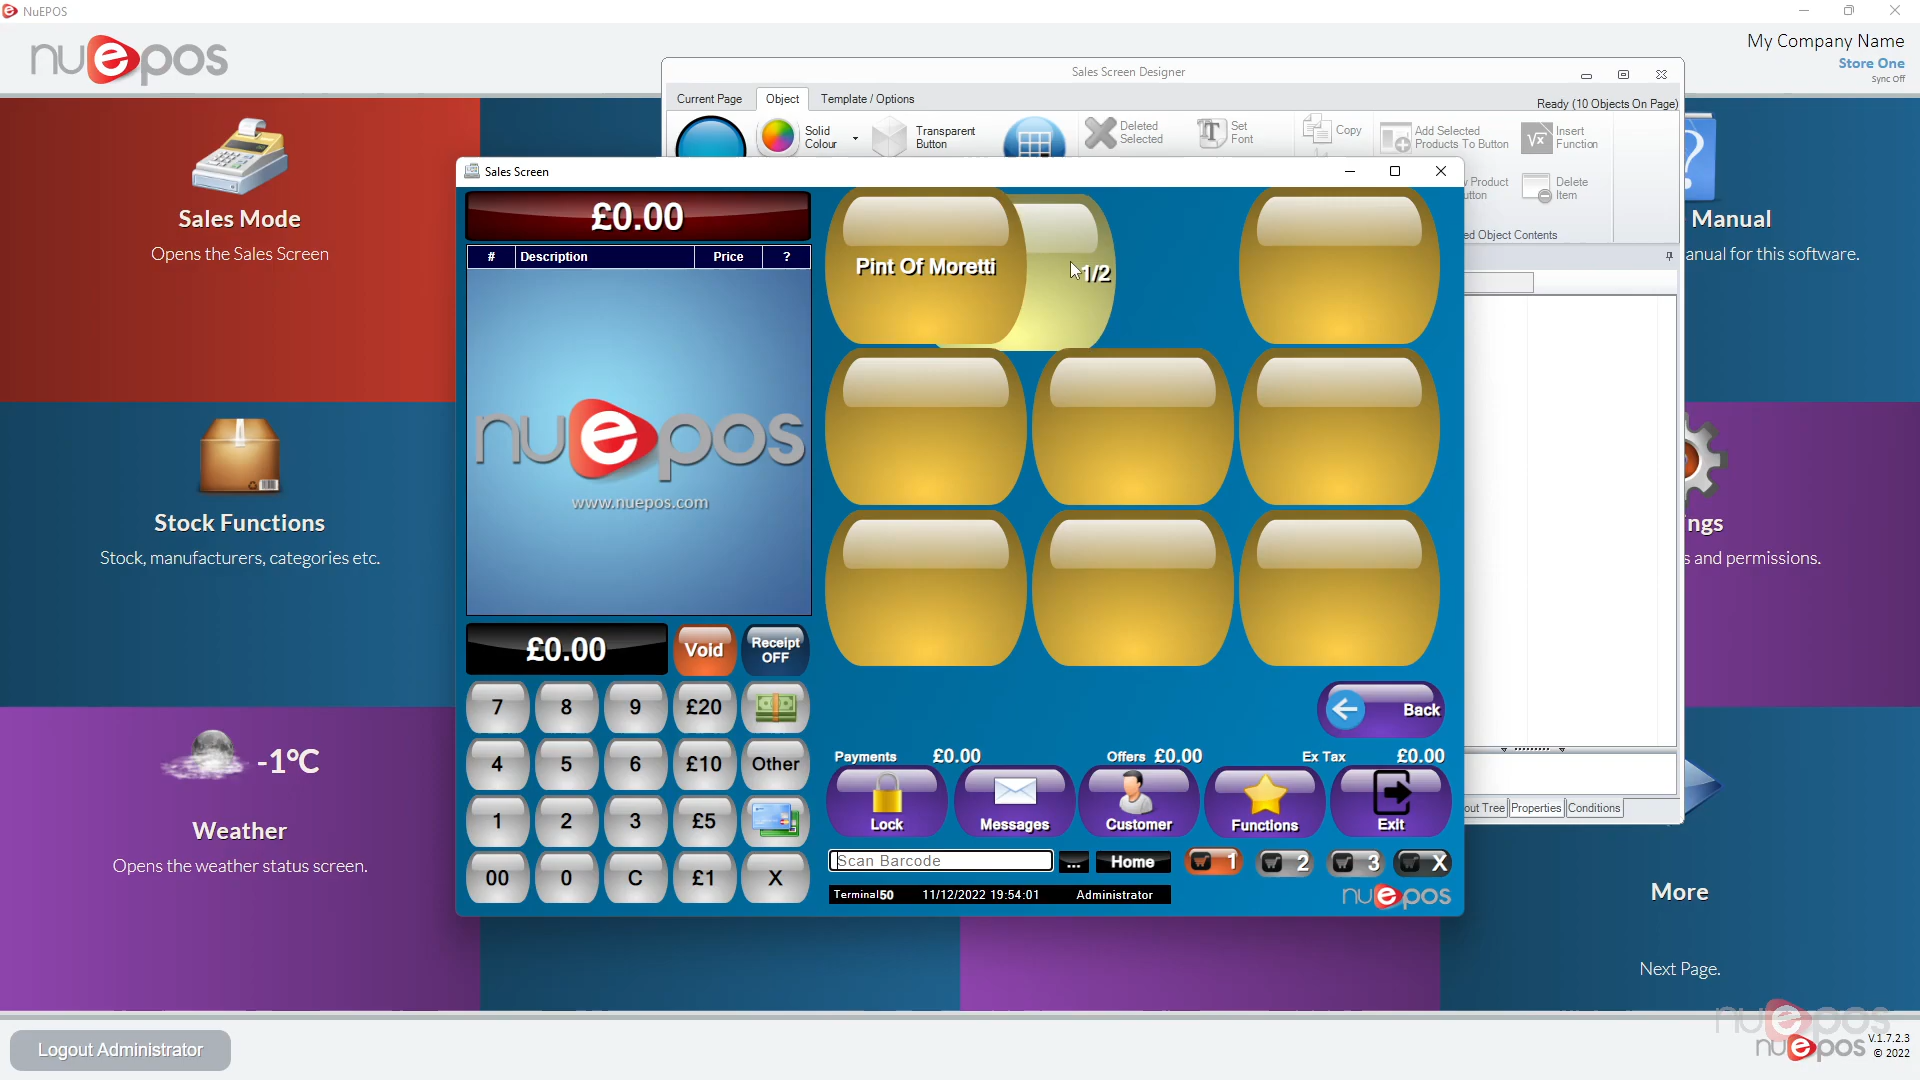 NuEPOS
nuepos
My Company Name
Store One
Sync Off
Sales Screen Designer
Current Page
Object
Template / Options
Ready (10 Objects On Page)
Solid
Colour
Transparent
Button
Deleted
Selected
Set
Font
Copy
Add Selected
Products To Button
Insert
Function
Product
Delete
Item
ed Object Contents
Sales Mode
Opens the Sales Screen
Manual
anual for this software.
Stock Functions
Stock, manufacturers, categories etc.
ngs
s and permissions.
-1°C
Weather
Opens the weather status screen.
More
Next Page.
out Tree
Properties
Conditions
Sales Screen
£0.00
# Description Price ?
nuepos
www.nuepos.com
£0.00
Void
Receipt
OFF
7 8 9 £20
4 5 6 £10 Other
1 2 3 £5
00 0 C £1 X
Pint Of Moretti
1/2
Back
Payments £0.00
Offers £0.00
Ex Tax £0.00
Lock
Messages
Customer
Functions
Exit
Scan Barcode
...
Home
1
2
3
X
Terminal50 11/12/2022 19:54:01 Administrator
nuepos
Logout Administrator
nuepos
nuepos
V.1.7.2.3
© 2022